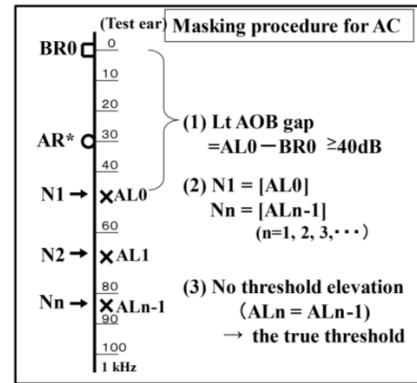 (Test ear)
Masking procedure for AC
BR0
0
10
20
AR*
30
40
N1
AL0
60
N2
AL1
80
Nn
ALn-1
90
100
1 kHz
(1) Lt AOB gap
=AL0－BR0 ≧40dB
(2) N1 = [AL0]
Nn = [ALn-1]
(n=1, 2, 3,・・・)
(3) No threshold elevation
(ALn = ALn-1)
→ the true threshold